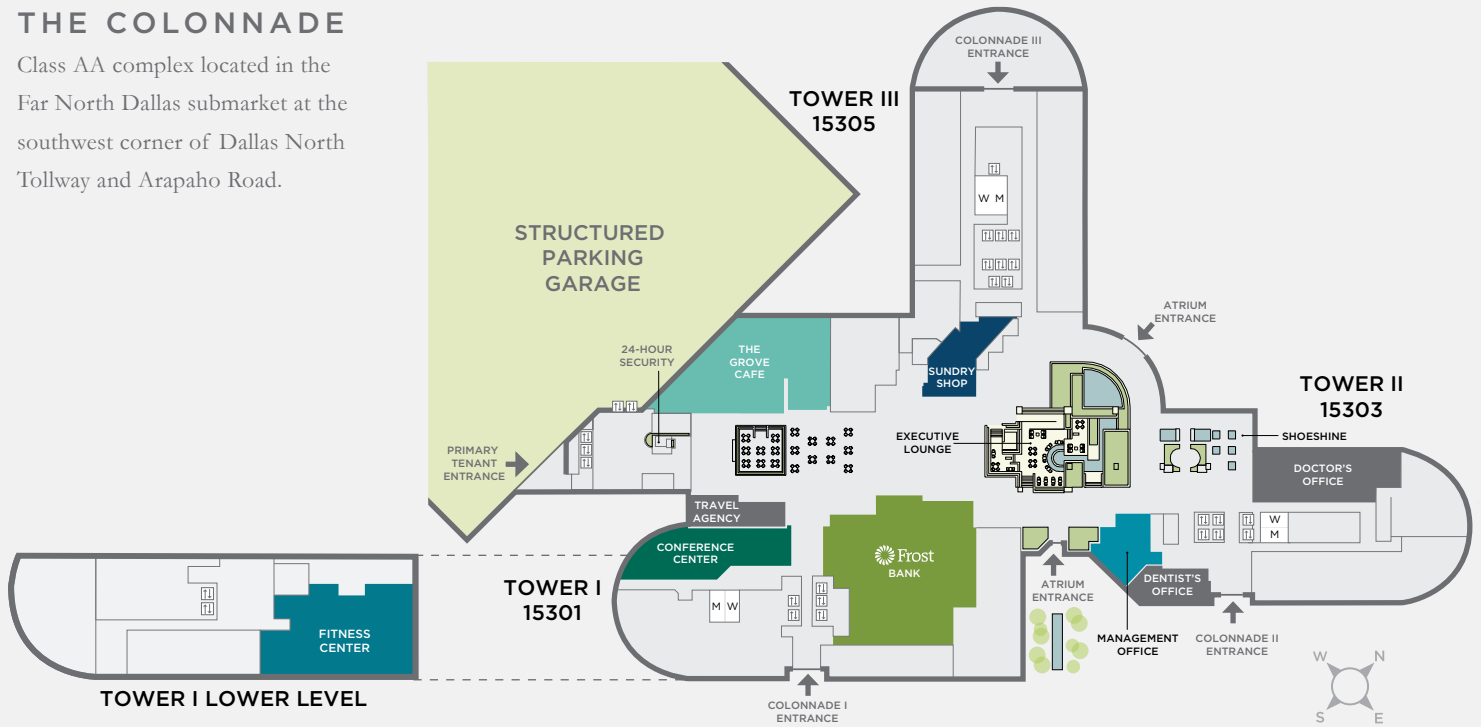 THE COLONNADE
Class AA complex located in the
Far North Dallas submarket at the
southwest corner of Dallas North
Tollway and Arapaho Road.
COLONNADE III
ENTRANCE
TOWER III
15305
W M
STRUCTURED
PARKING
GARAGE
ATRIUM
ENTRANCE
24-HOUR
SECURITY
THE
GROVE
CAFE
SUNDRY
SHOP
TOWER II
15303
EXECUTIVE
LOUNGE
SHOESHINE
PRIMARY
TENANT
ENTRANCE
DOCTOR'S
OFFICE
TRAVEL
AGENCY
W
M
CONFERENCE
CENTER
Frost
BANK
TOWER I
15301
M W
ATRIUM
ENTRANCE
DENTIST'S
OFFICE
FITNESS
CENTER
MANAGEMENT
OFFICE
COLONNADE II
ENTRANCE
TOWER I LOWER LEVEL
COLONNADE I
ENTRANCE
W N
S E